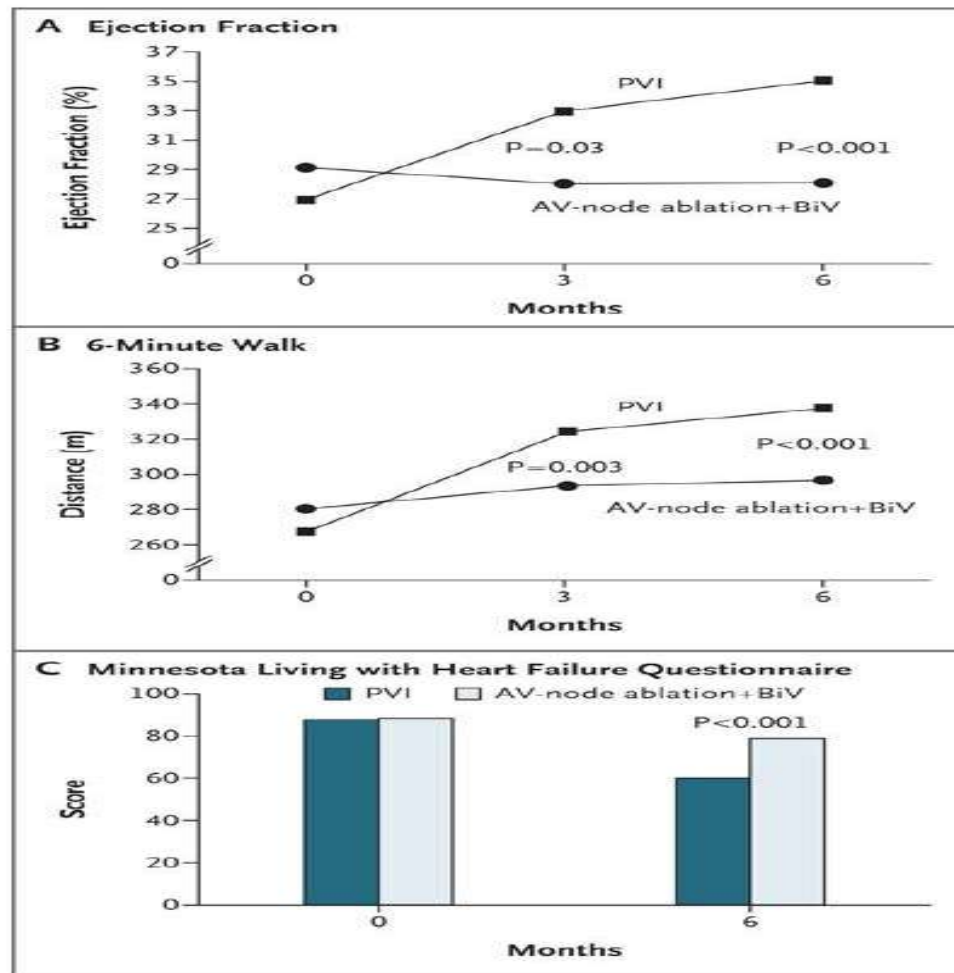 A Ejection Fraction
Ejection Fraction (%)
37
35
33
31
29
27
25
0
PVI
P=0.03
P<0.001
AV-node ablation+BiV
0 3 6
Months
B 6-Minute Walk
Distance (m)
360
340
320
300
280
260
0
PVI
P=0.003
P<0.001
AV-node ablation+BiV
0 3 6
Months
C Minnesota Living with Heart Failure Questionnaire
Score
100
80
60
40
20
0
PVI AV-node ablation+BiV
P<0.001
0 6
Months